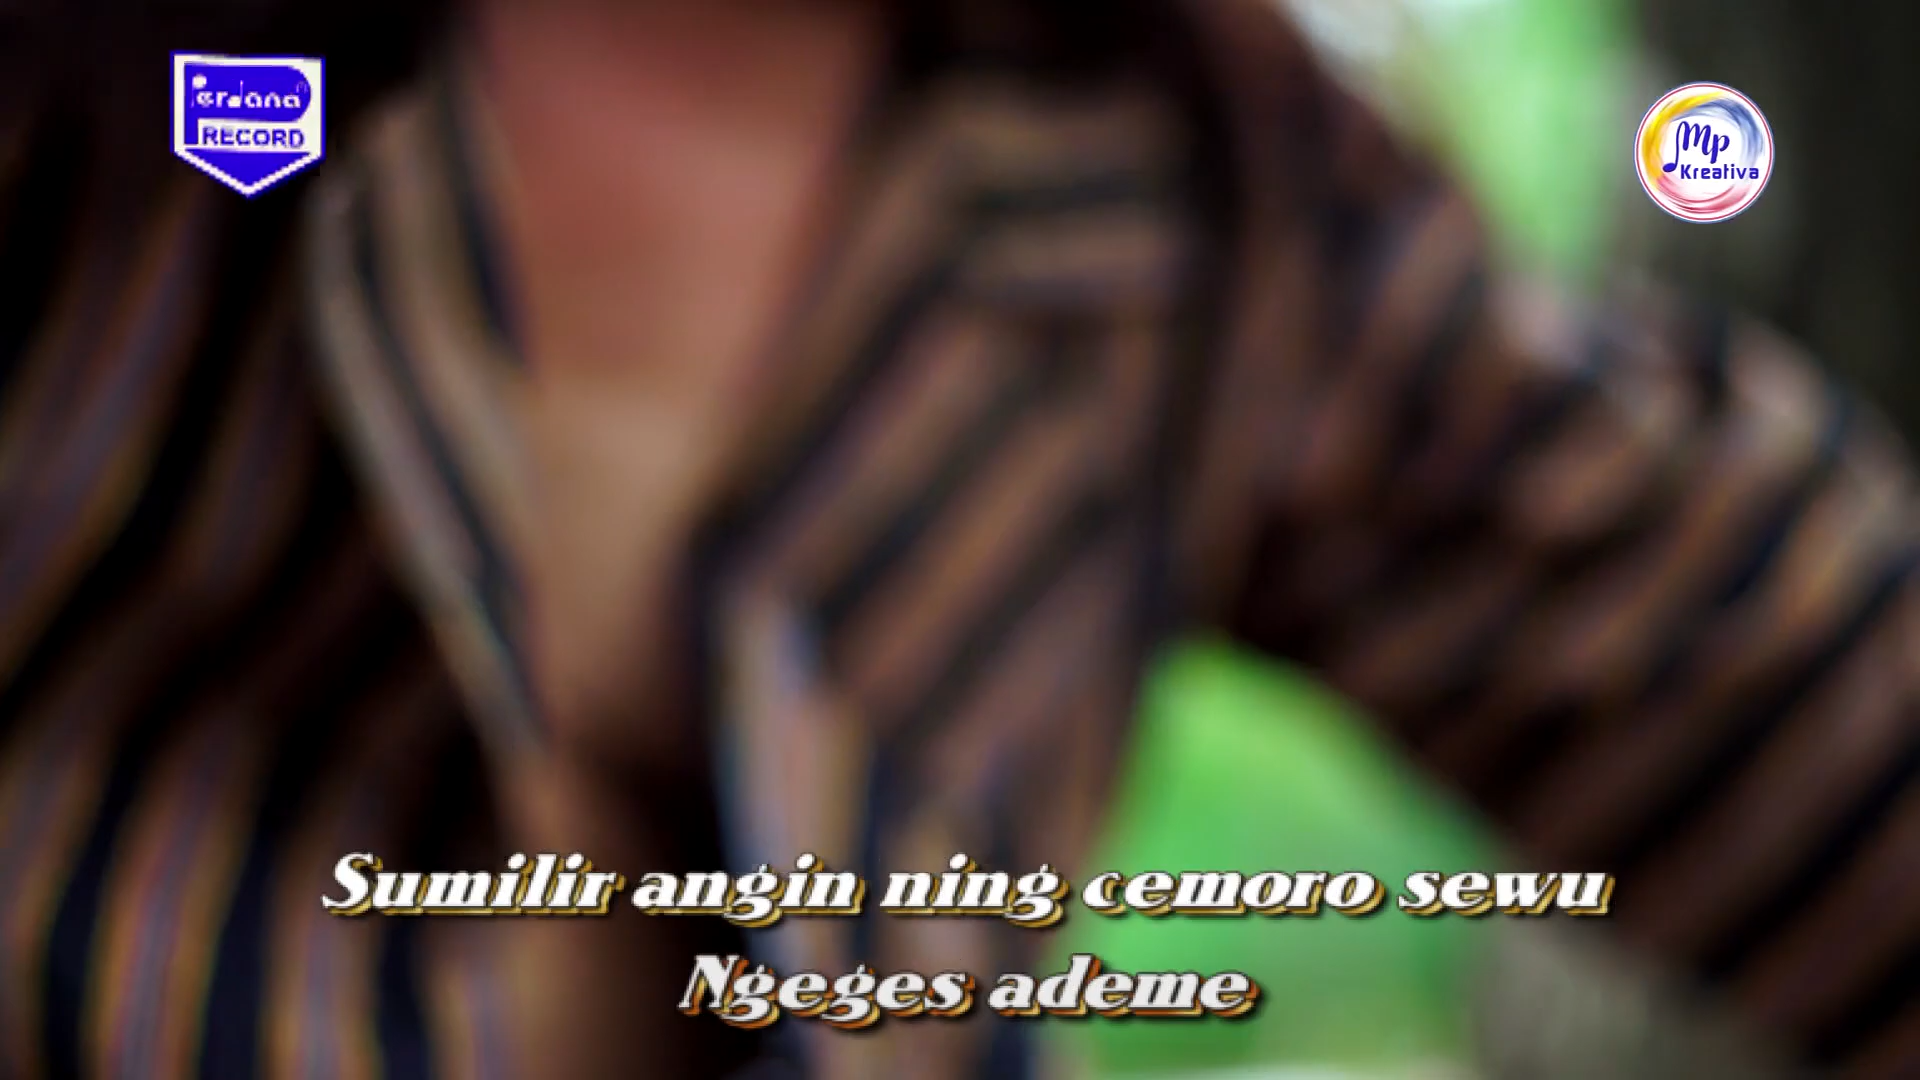 Perdana
RECORD
Mp
Kreativa
Sumilir angin ning cemoro sewu
Ngeges ademe